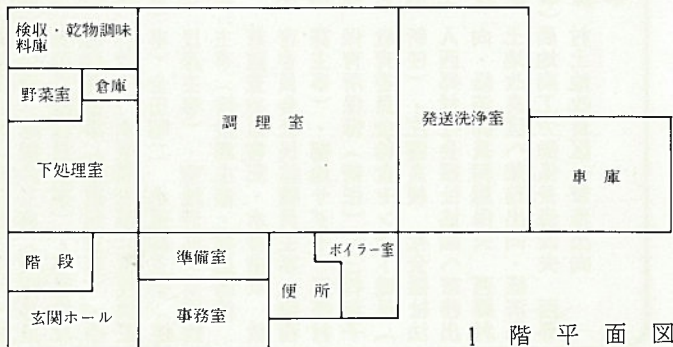 検収・乾物調味
料庫
野菜室
倉庫
下処理室
調理室
発送洗浄室
車庫
階段
準備室
ボイラー室
便所
玄関ホール
事務室
1階平面図